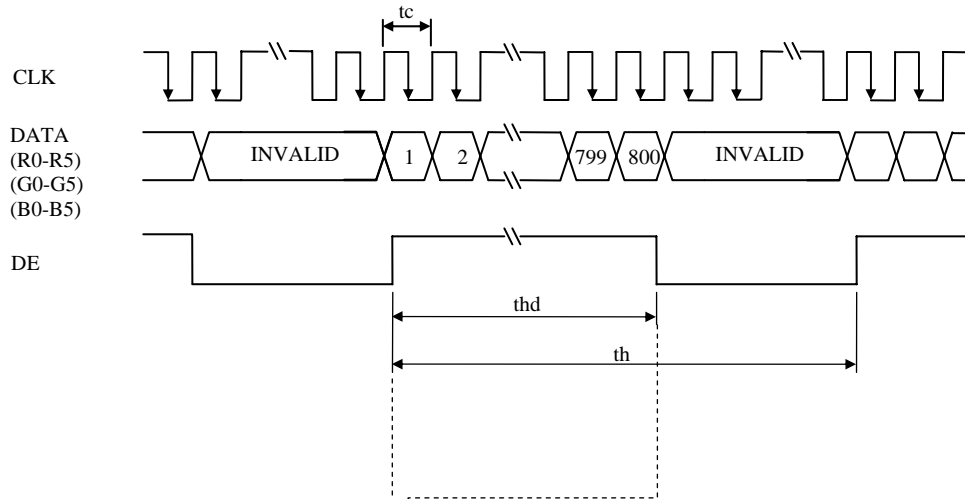 tc
CLK
DATA
(R0-R5)
(G0-G5)
(B0-B5)
INVALID
1
2
799
800
INVALID
DE
thd
th